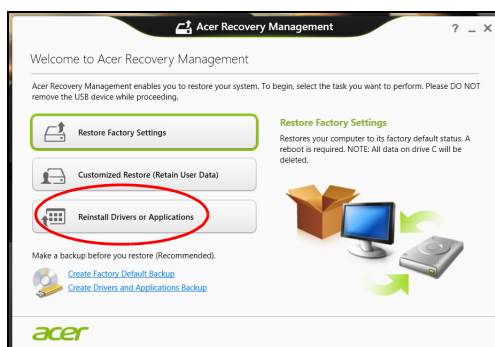 Acer Recovery Management
? _ X
Welcome to Acer Recovery Management
Acer Recovery Management enables you to restore your system. To begin, select the task you want to perform. Please DO NOT
remove the USB device while proceeding.
Restore Factory Settings
Customized Restore (Retain User Data)
Reinstall Drivers or Applications
Make a backup before you restore (Recommended).
Create Factory Default Backup
Create Drivers and Applications Backup
Restore Factory Settings
Restores your computer to its factory default status. A
reboot is required. NOTE: All data on drive C will be
deleted.
acer